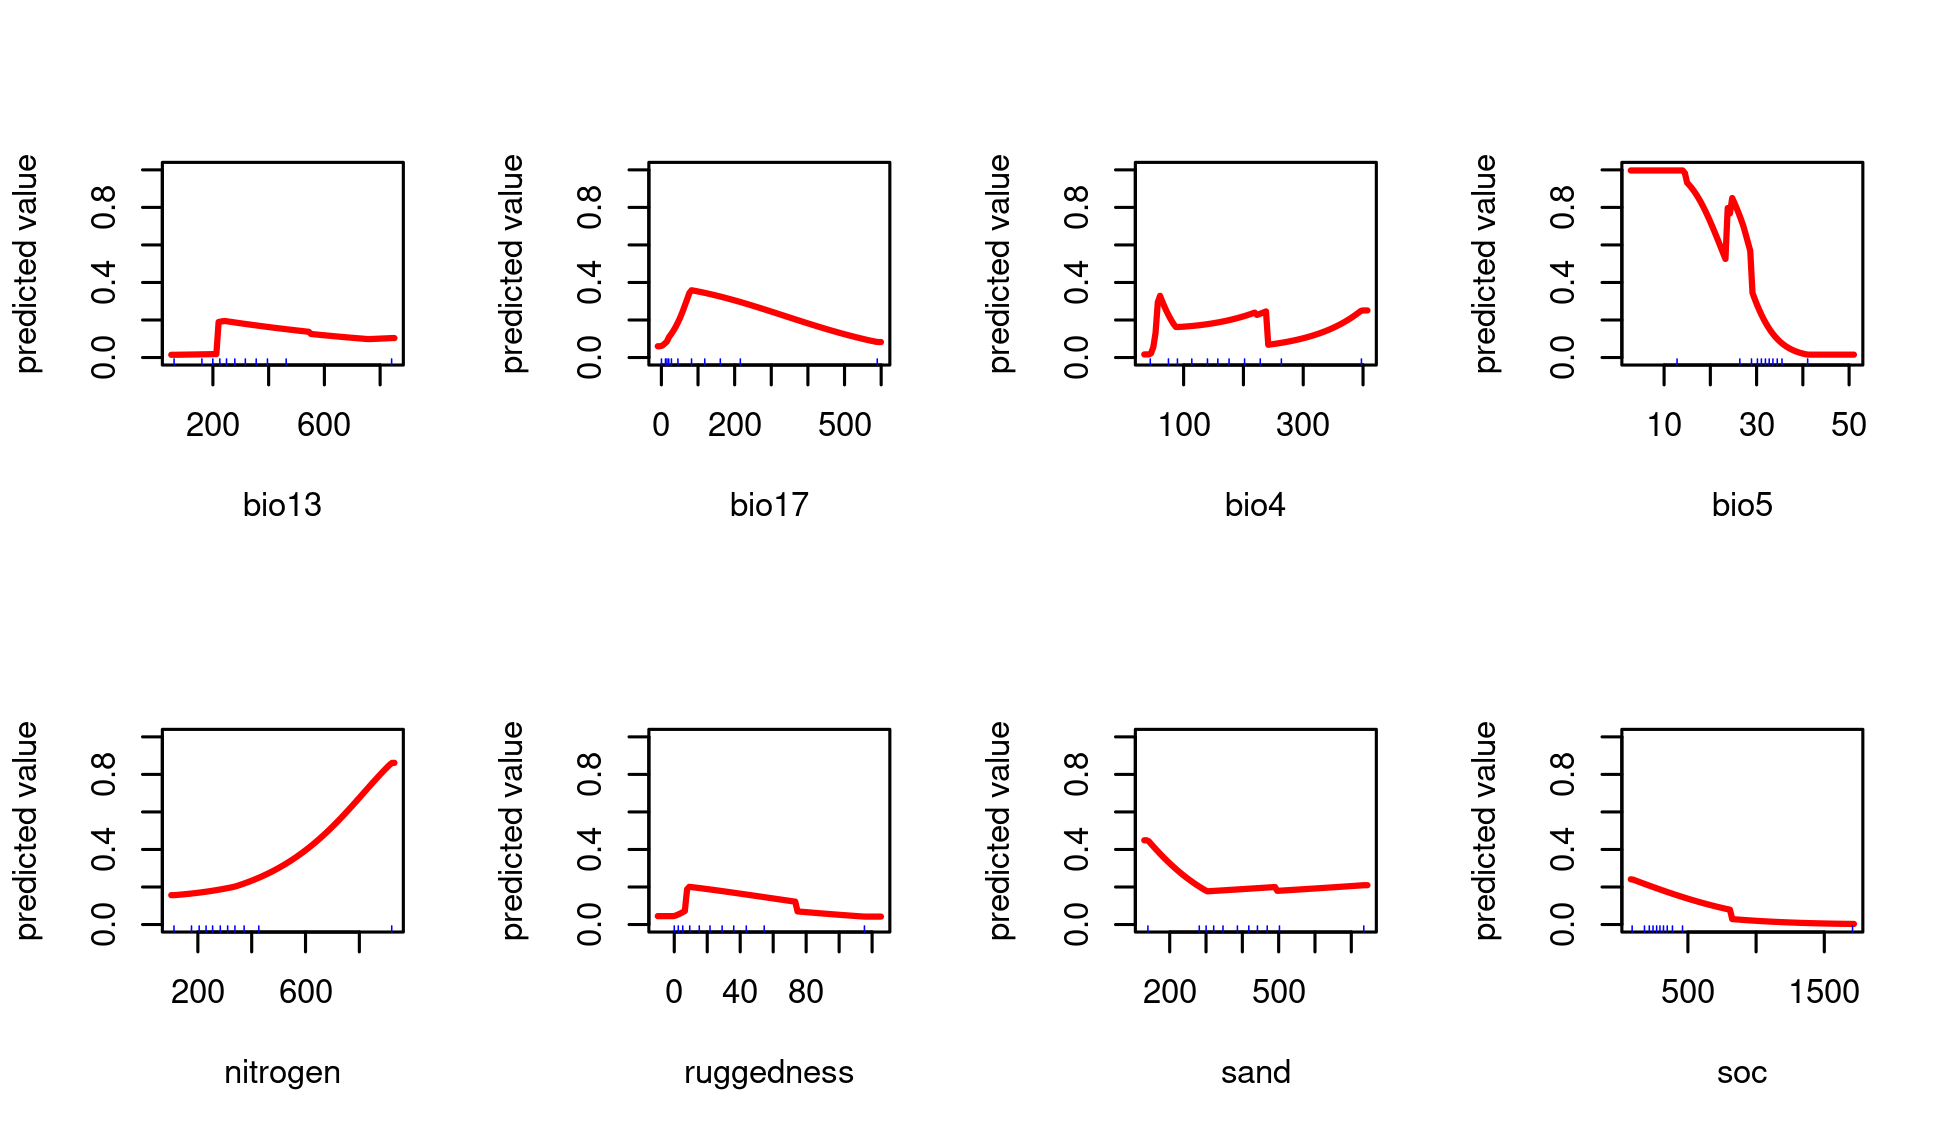 predicted value
0.0 0.4 0.8
200 600
bio13
predicted value
0.0 0.4 0.8
0 200 500
bio17
predicted value
0.0 0.4 0.8
100 300
bio4
predicted value
0.0 0.4 0.8
10 30 50
bio5
predicted value
0.0 0.4 0.8
200 600
nitrogen
predicted value
0.0 0.4 0.8
0 40 80
ruggedness
predicted value
0.0 0.4 0.8
200 500
sand
predicted value
0.0 0.4 0.8
500 1500
soc